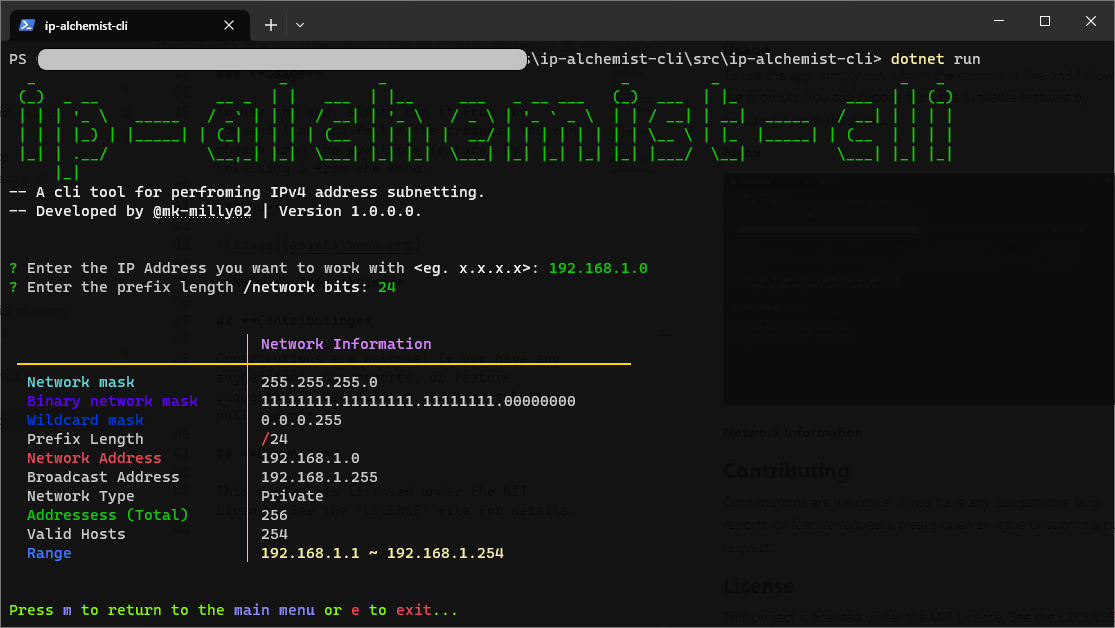 ip-alchemist-cli
PS \ip-alchemist-cli\src\ip-alchemist-cli> dotnet run
ip-alchemist-cli
-- A cli tool for perfroming IPv4 address subnetting.
-- Developed by @mk-milly02 | Version 1.0.0.0.
? Enter the IP Address you want to work with <eg. x.x.x.x>: 192.168.1.0
? Enter the prefix length /network bits: 24
Network Information
Network mask 255.255.255.0
Binary network mask 11111111.11111111.11111111.00000000
Wildcard mask 0.0.0.255
Prefix Length /24
Network Address 192.168.1.0
Broadcast Address 192.168.1.255
Network Type Private
Addressess (Total) 256
Valid Hosts 254
Range 192.168.1.1 ~ 192.168.1.254
Press m to return to the main menu or e to exit...
Usage
Network Information
Contributing
License